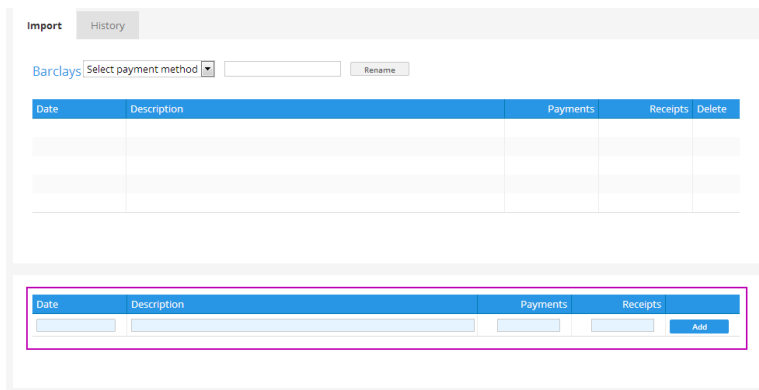 Import History
Barclays Select payment method Rename
Date Description Payments Receipts Delete
Date Description Payments Receipts
Add